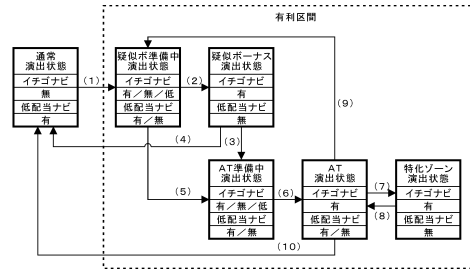 有利区間
通常
演出状態
イチゴナビ
無
低配当ナビ
有
(1)
疑似ボ準備中
演出状態
イチゴナビ
有／無／低
低配当ナビ
有／無
(2)
疑似ボーナス
演出状態
イチゴナビ
有
低配当ナビ
無
(3)
(4)
(5)
(9)
AT準備中
演出状態
イチゴナビ
有／無／低
低配当ナビ
有／無
(6)
AT
演出状態
イチゴナビ
有
低配当ナビ
有／無
(7)
(8)
特化ゾーン
演出状態
イチゴナビ
有
低配当ナビ
無
(10)